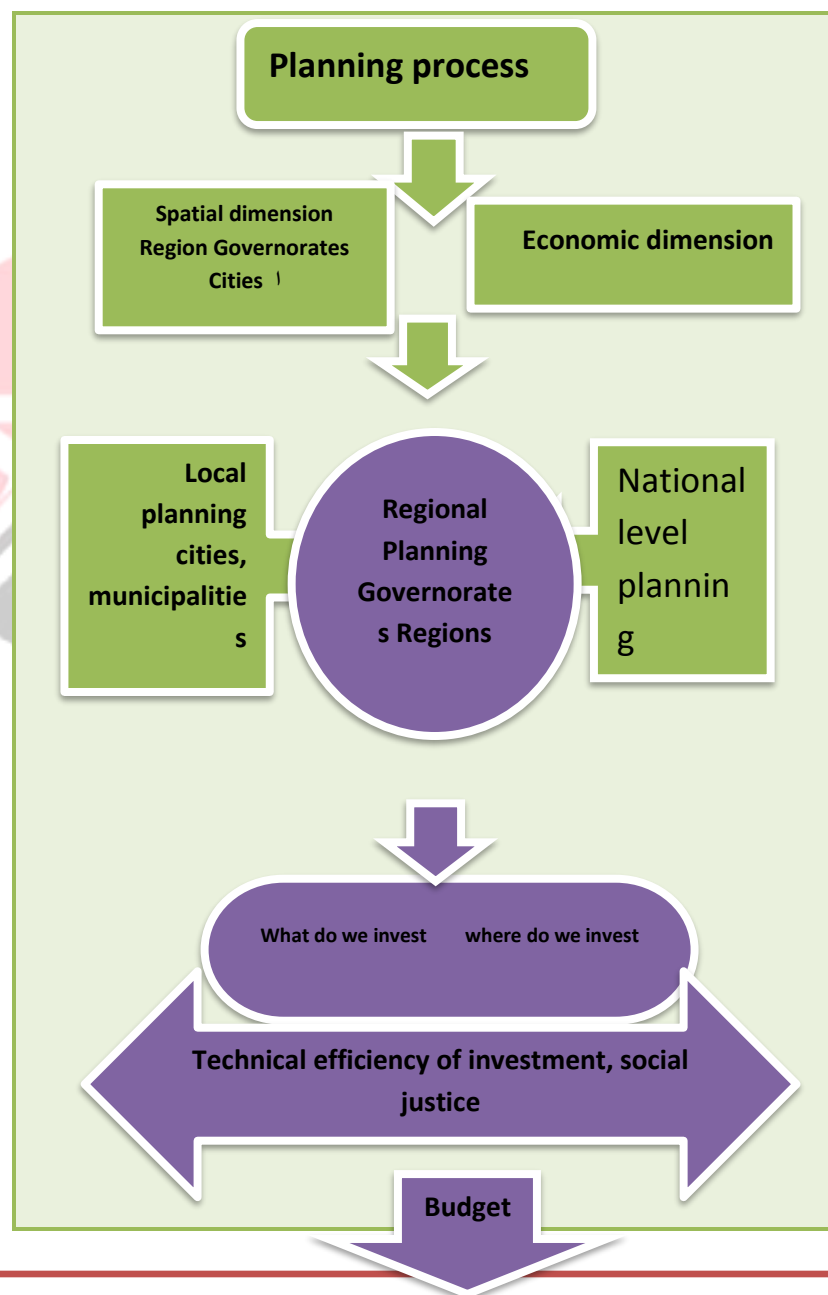 Planning process
Spatial dimension
Region Governorates
Cities ١
Economic dimension
Local
planning
cities,
municipalitie
s
Regional
Planning
Governorate
s Regions
National
level
plannin
g
What do we invest where do we invest
Technical efficiency of investment, social
justice
Budget